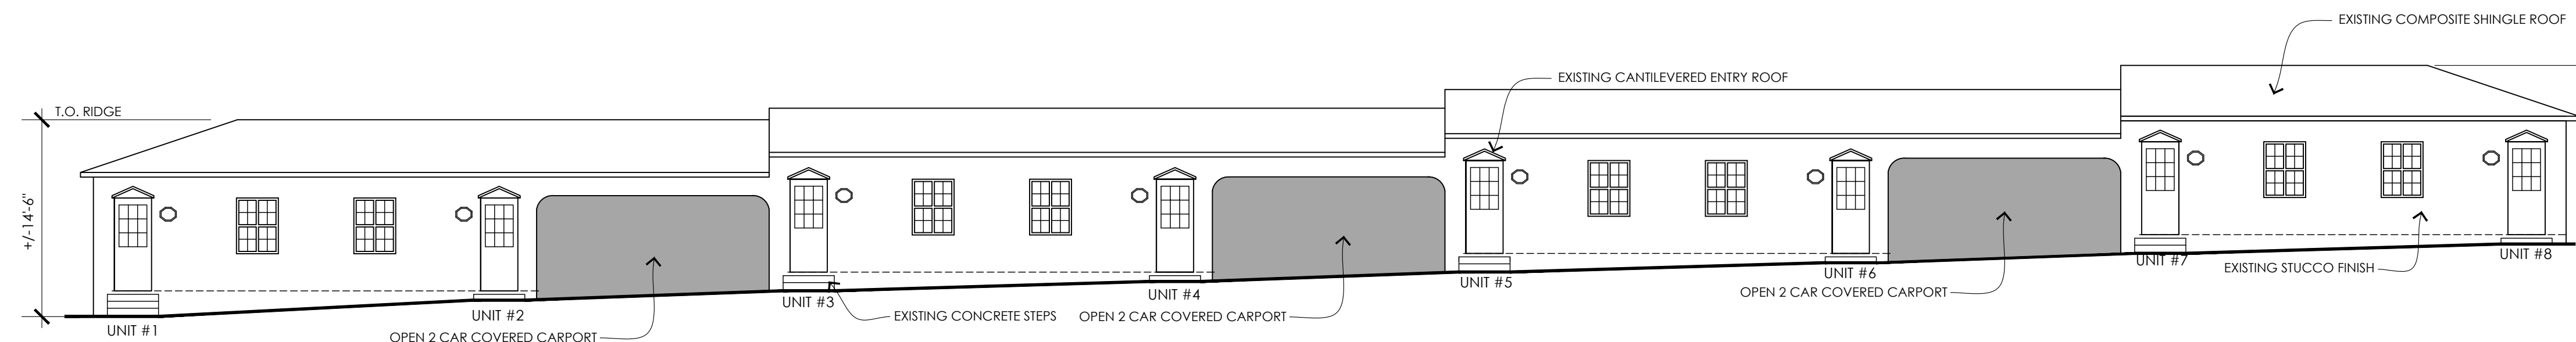 EXISTING COMPOSITE SHINGLE ROOF
EXISTING CANTILEVERED ENTRY ROOF
T.O. RIDGE
+/-14'-6"
UNIT #1
UNIT #2
OPEN 2 CAR COVERED CARPORT
UNIT #3
EXISTING CONCRETE STEPS
UNIT #4
OPEN 2 CAR COVERED CARPORT
UNIT #5
UNIT #6
OPEN 2 CAR COVERED CARPORT
UNIT #7
EXISTING STUCCO FINISH
UNIT #8